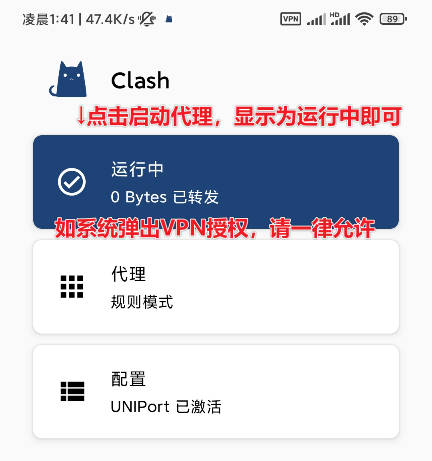 凌晨1:41 | 47.4K/s
VPN
HD
89
Clash
↓点击启动代理，显示为运行中即可
运行中
0 Bytes 已转发
如系统弹出VPN授权，请一律允许
代理
规则模式
配置
UNIPort 已激活